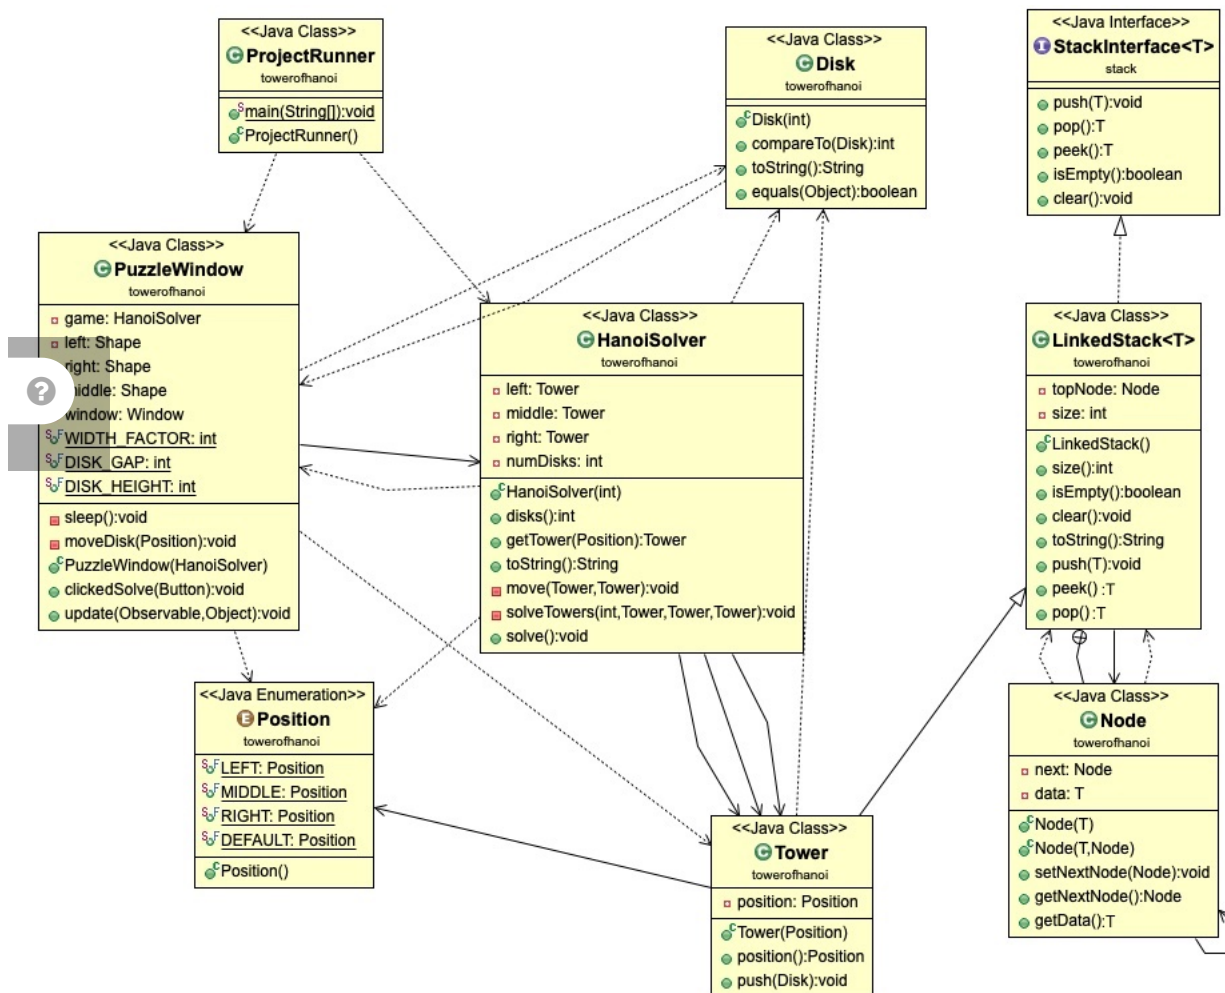 <<Java Class>>
ProjectRunner
towerofhanoi
main(String[]):void
ProjectRunner()
<<Java Class>>
Disk
towerofhanoi
Disk(int)
compareTo(Disk):int
toString():String
equals(Object):boolean
<<Java Interface>>
StackInterface<T>
stack
push(T):void
pop():T
peek():T
isEmpty():boolean
clear():void
<<Java Class>>
PuzzleWindow
towerofhanoi
game: HanoiSolver
left: Shape
right: Shape
middle: Shape
window: Window
WIDTH_FACTOR: int
DISK_GAP: int
DISK_HEIGHT: int
sleep():void
moveDisk(Position):void
PuzzleWindow(HanoiSolver)
clickedSolve(Button):void
update(Observable,Object):void
<<Java Class>>
HanoiSolver
towerofhanoi
left: Tower
middle: Tower
right: Tower
numDisks: int
HanoiSolver(int)
disks():int
getTower(Position):Tower
toString():String
move(Tower,Tower):void
solveTowers(int,Tower,Tower,Tower):void
solve():void
<<Java Class>>
LinkedStack<T>
towerofhanoi
topNode: Node
size: int
LinkedStack()
size():int
isEmpty():boolean
clear():void
toString():String
push(T):void
peek():T
pop():T
<<Java Enumeration>>
Position
towerofhanoi
LEFT: Position
MIDDLE: Position
RIGHT: Position
DEFAULT: Position
Position()
<<Java Class>>
Tower
towerofhanoi
position: Position
Tower(Position)
position():Position
push(Disk):void
<<Java Class>>
Node
towerofhanoi
next: Node
data: T
Node(T)
Node(T,Node)
setNextNode(Node):void
getNextNode():Node
getData():T